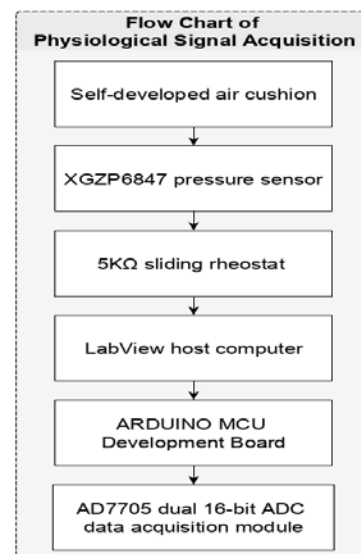 Flow Chart of
Physiological Signal Acquisition
Self-developed air cushion
XGZP6847 pressure sensor
5KΩ sliding rheostat
LabView host computer
ARDUINO MCU
Development Board
AD7705 dual 16-bit ADC
data acquisition module